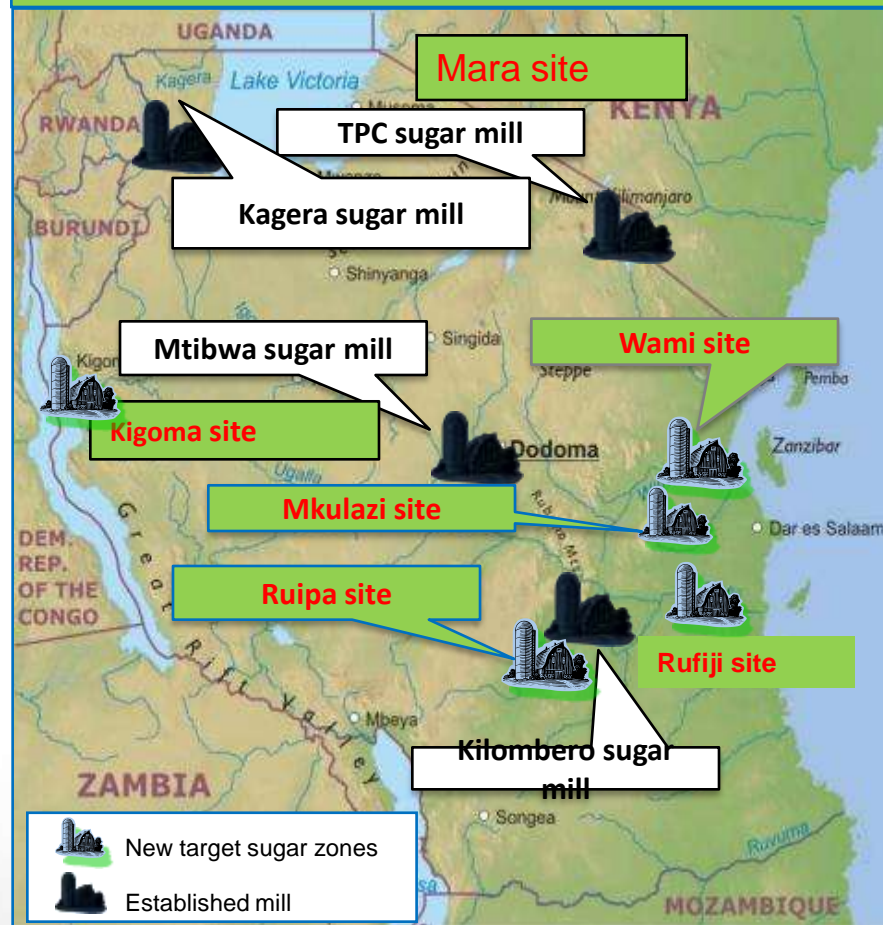 UGANDA
Mara site
Kagera
Lake Victoria
KENYA
RWANDA
TPC sugar mill
Kagera sugar mill
BURUNDI
Shinyanga
Mtibwa sugar mill
Singida
Wami site
Steppe
Pemba
Kigoma site
Dodoma
Zanzibar
Ugalla
Mkulazi site
Dar es Salaam
DEM.
REP.
OF THE
CONGO
Great Rift Valley
Ruipa site
Rufiji site
Mbeya
Kilombero sugar
mill
ZAMBIA
Songea
Ruvuma
New target sugar zones
Established mill
MOZAMBIQUE